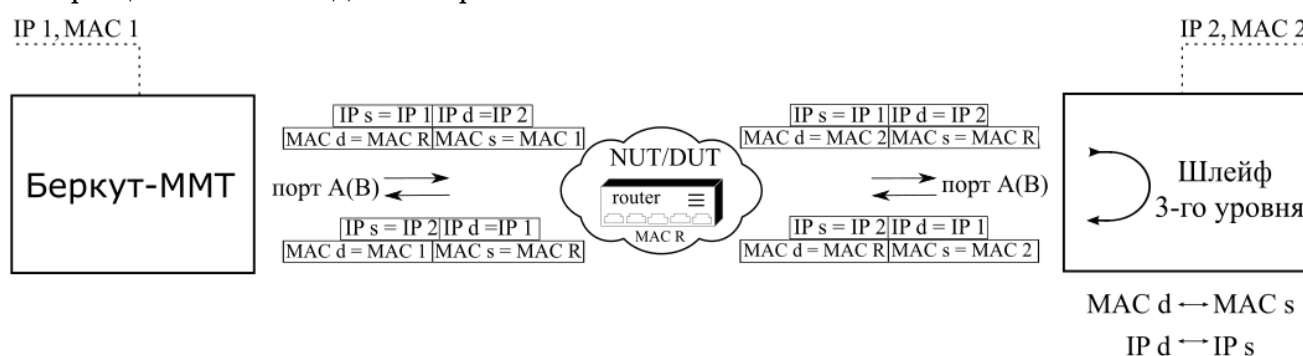 IP 1, MAC 1
IP 2, MAC 2
IP s = IP 1 IP d =IP 2
MAC d = MAC R MAC s = MAC 1
IP s = IP 1 IP d = IP 2
MAC d = MAC 2 MAC s = MAC R
Беркут-ММТ
порт A(B)
NUT/DUT
router
MAC R
порт A(B)
Шлейф
3-го уровня
IP s = IP 2 IP d =IP 1
MAC d = MAC 1 MAC s = MAC R
IP s = IP 2 IP d = IP 1
MAC d = MAC R MAC s = MAC 2
MAC d ↔ MAC s
IP d ↔ IP s